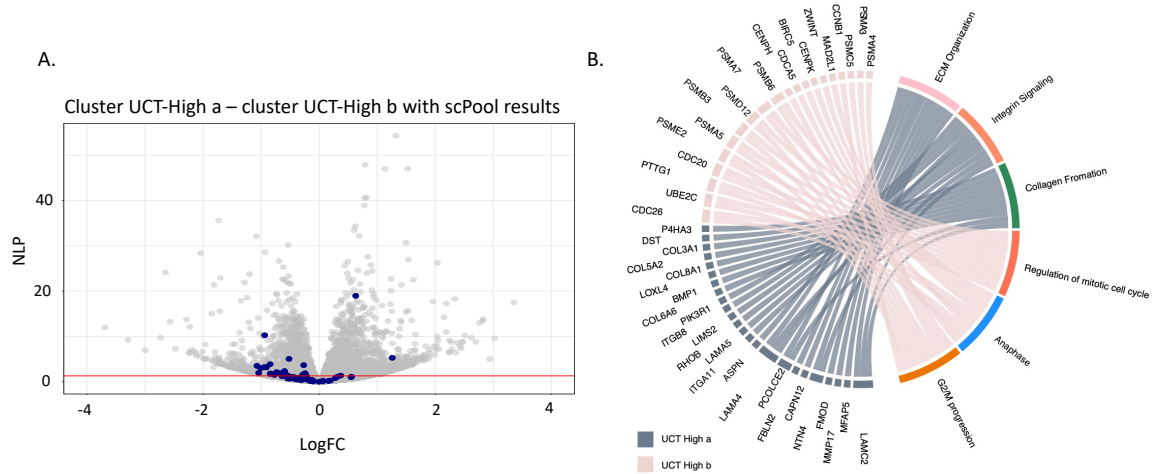 A.
Cluster UCT-High a – cluster UCT-High b with scPool results
NLP
40
20
0
-4
-2
0
2
4
LogFC
B.
PSMA4
PSMA3
PSMC5
CCNB1
MAD2L1
ZWINT
CENPK
BIRC5
CDCA5
CENPH
PSMB6
PSMA7
PSMD12
PSMB3
PSMA5
PSME2
CDC20
PTTG1
UBE2C
CDC26
P4HA3
DST
COL3A1
COL5A2
COL8A1
LOXL4
BMP1
COL6A6
PIK3R1
ITGB8
LIMS2
RHOB
LAMA5
ITGA11
ASPN
LAMA4
PCOLCE2
FBLN2
CAPN12
NTN4
FMOD
MMP17
MFAP5
LAMC2
ECM Organization
Integrin Signaling
Collagen Fromation
Regulation of mitotic cell cycle
Anaphase
G2/M progression
UCT High a
UCT High b